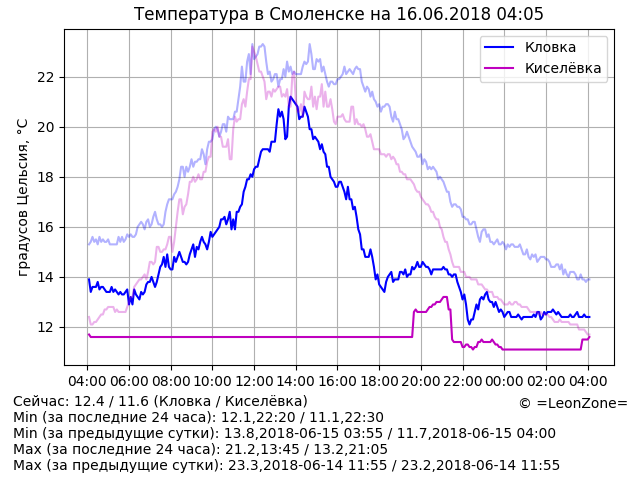 Температура в Смоленске на 16.06.2018 04:05
Кловка
Киселёвка
градусов Цельсия, °C
22
20
18
16
14
12
04:00 06:00 08:00 10:00 12:00 14:00 16:00 18:00 20:00 22:00 00:00 02:00 04:00
Сейчас: 12.4 / 11.6 (Кловка / Киселёвка)
© =LeonZone=
Min (за последние 24 часа): 12.1,22:20 / 11.1,22:30
Min (за предыдущие сутки): 13.8,2018-06-15 03:55 / 11.7,2018-06-15 04:00
Max (за последние 24 часа): 21.2,13:45 / 13.2,21:05
Max (за предыдущие сутки): 23.3,2018-06-14 11:55 / 23.2,2018-06-14 11:55